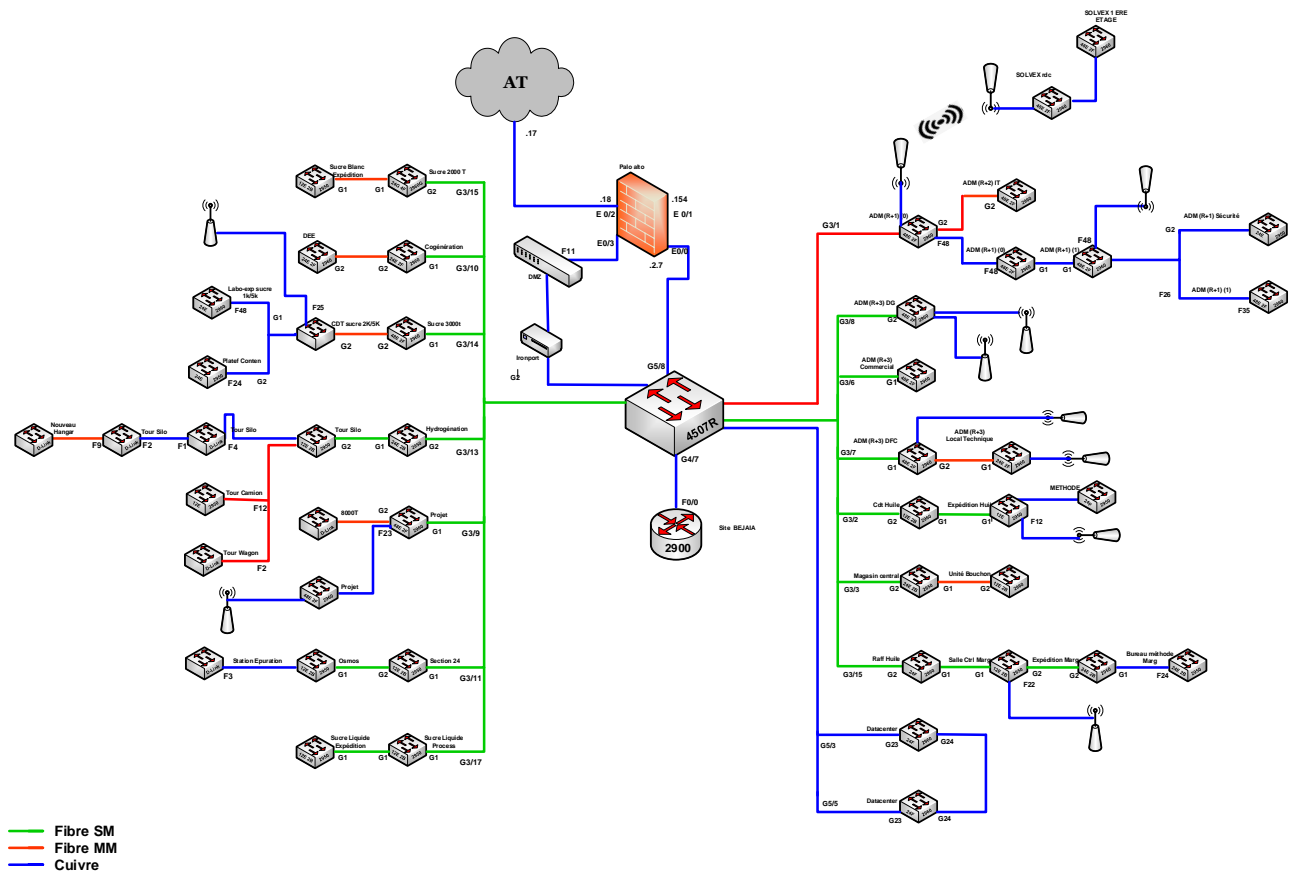 SOLVEX 1 ERE
ETAGE
SOLVEX rdc
AT
.17
Palo alto
.18
.154
E 0/2
E 0/1
E0/3
E0/0
.2.7
F11
DMZ
Ironport
G2
G5/8
4507R
G4/7
F0/0
2900
Site BEJAIA
Sucre Blanc
Expédition
G1
G1
Sucre 2000 T
G2
G3/15
DEE
G2
G2
Cogénération
G1
G3/10
Labo-exp sucre
1k/5k
F48
G1
F25
CDT sucre 2K/5K
G2
G2
Sucre 3000t
G1
G3/14
Platef Conten
F24
G2
Nouveau
Hangar
F9
Tour Silo
F2
F1
Tour Silo
F4
Tour Silo
G2
G1
Hydrogénation
G2
G3/13
Tour Camion
F12
Tour Wagon
F2
8000T
G2
F23
Projet
G1
G3/9
Projet
Station Epuration
F3
Osmos
G1
G2
Section 24
G1
G3/11
Sucre Liquide
Expédition
G1
G1
Sucre Liquide
Process
G1
G3/17
G3/1
ADM (R+1) (0)
G2
ADM (R+2) IT
G2
F48
ADM (R+1) (0)
F48
G1
ADM (R+1) (1)
G1
F48
G2
ADM (R+1) Sécurité
F26
ADM (R+1) (1)
F35
G3/8
ADM (R+3) DG
G2
G3/6
ADM (R+3)
Commercial
G1
G3/7
ADM (R+3) DFC
G1
G2
ADM (R+3)
Local Technique
G1
G3/2
Cdt Huile
G2
G1
Expédition Huile
G1
F12
METHODE
G3/3
Magasin central
G2
G1
Unité Bouchon
G2
G3/15
Raff Huile
G2
G1
Salle Ctrl Marg
G1
F22
G2
Expédition Marg
G2
G1
Bureau méthode
Marg
F24
G5/3
Datacenter
G23
G24
G5/5
Datacenter
G23
G24
Fibre SM
Fibre MM
Cuivre